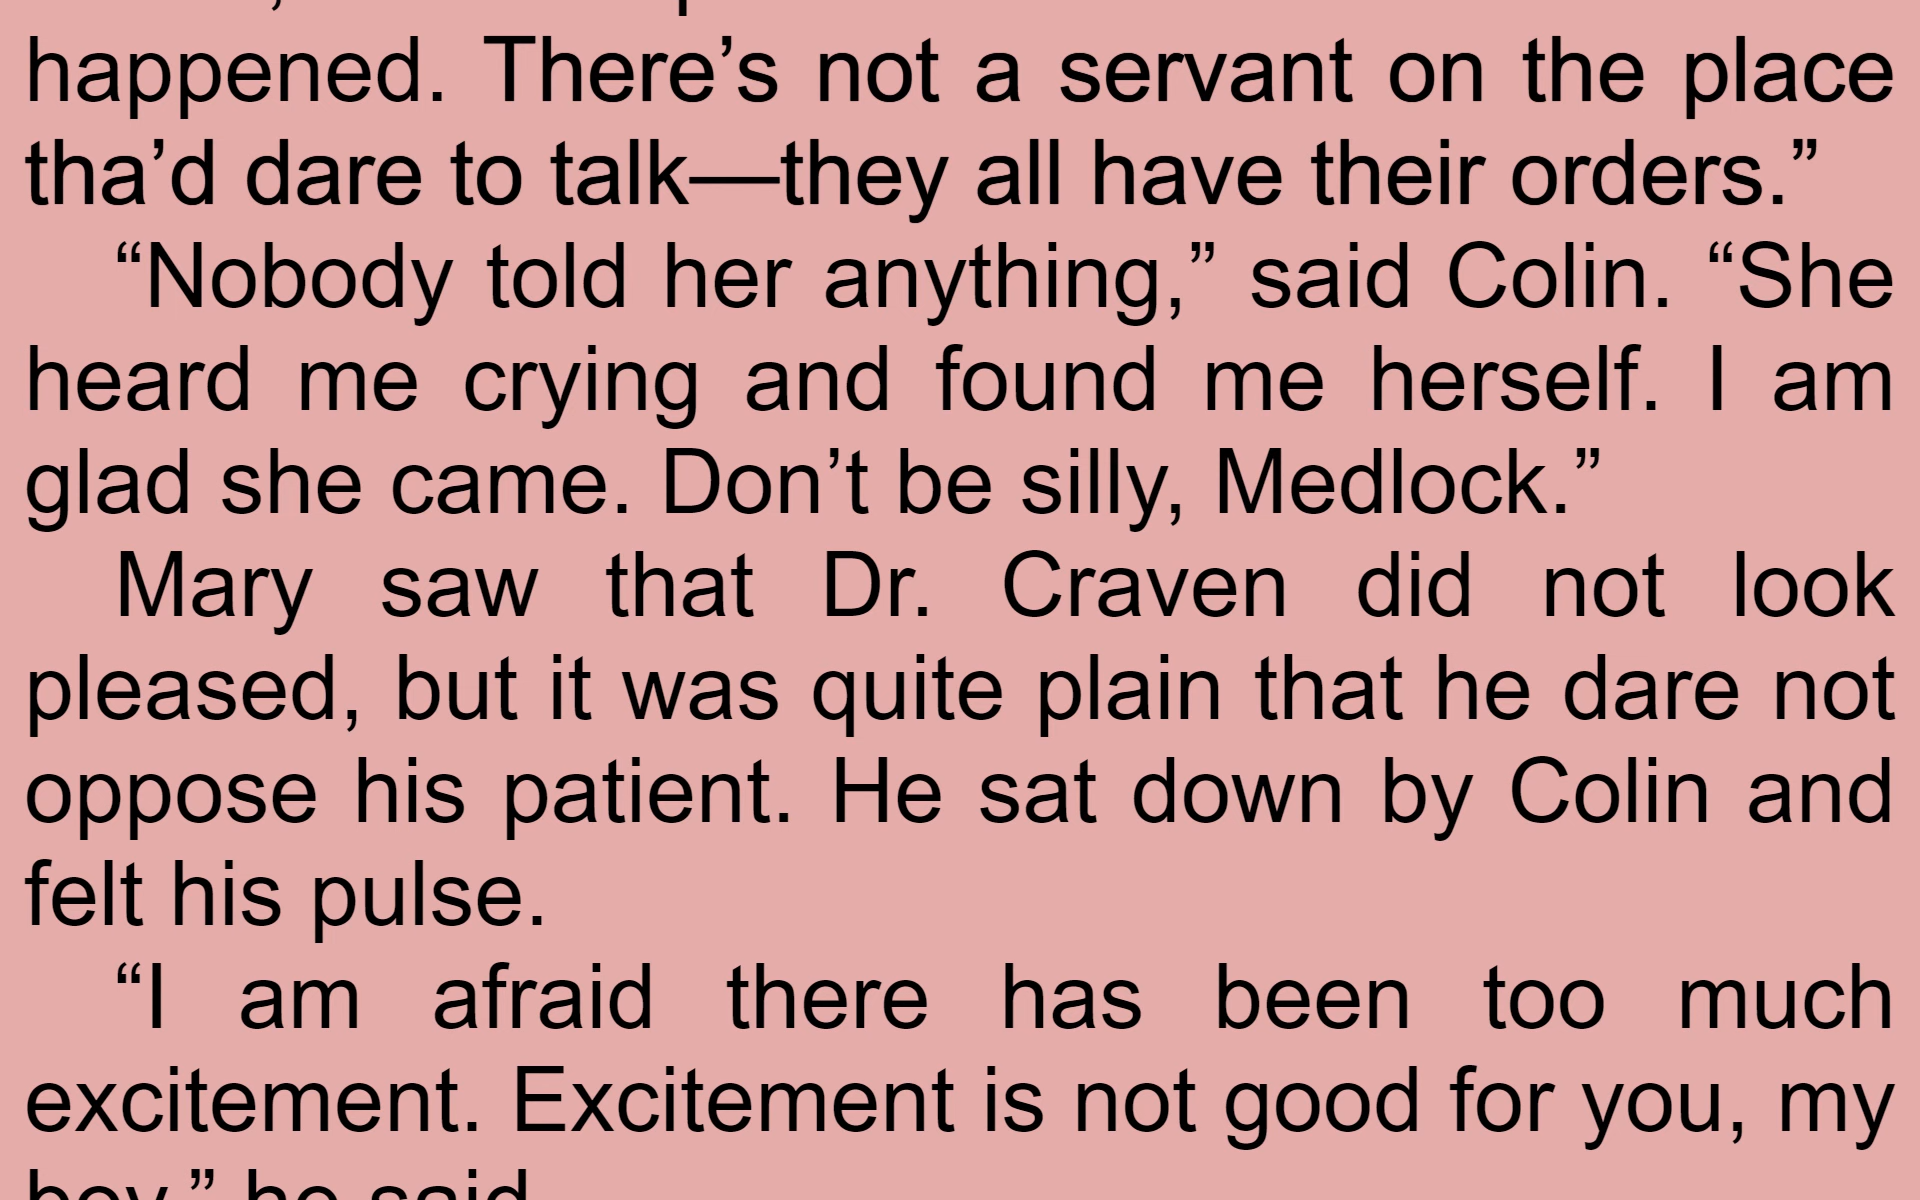 happened. There’s not a servant on the place
tha’d dare to talk—they all have their orders.”
“Nobody told her anything,” said Colin. “She
heard me crying and found me herself. I am
glad she came. Don’t be silly, Medlock.”
Mary saw that Dr. Craven did not look
pleased, but it was quite plain that he dare not
oppose his patient. He sat down by Colin and
felt his pulse.
“I am afraid there has been too much
excitement. Excitement is not good for you, my
boy,” he said.